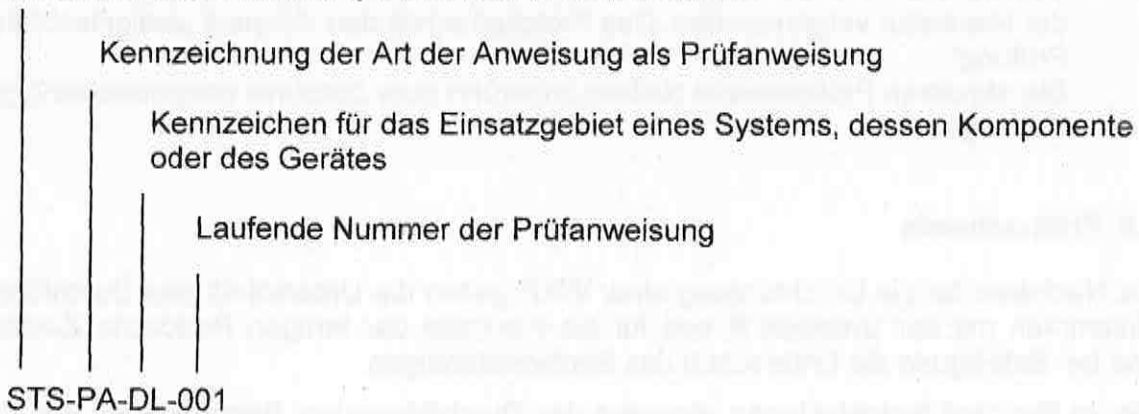 Kennzeichnung der Art der Anweisung als Prüfanweisung
Kennzeichen für das Einsatzgebiet eines Systems, dessen Komponente
oder des Gerätes
Laufende Nummer der Prüfanweisung
STS-PA-DL-001